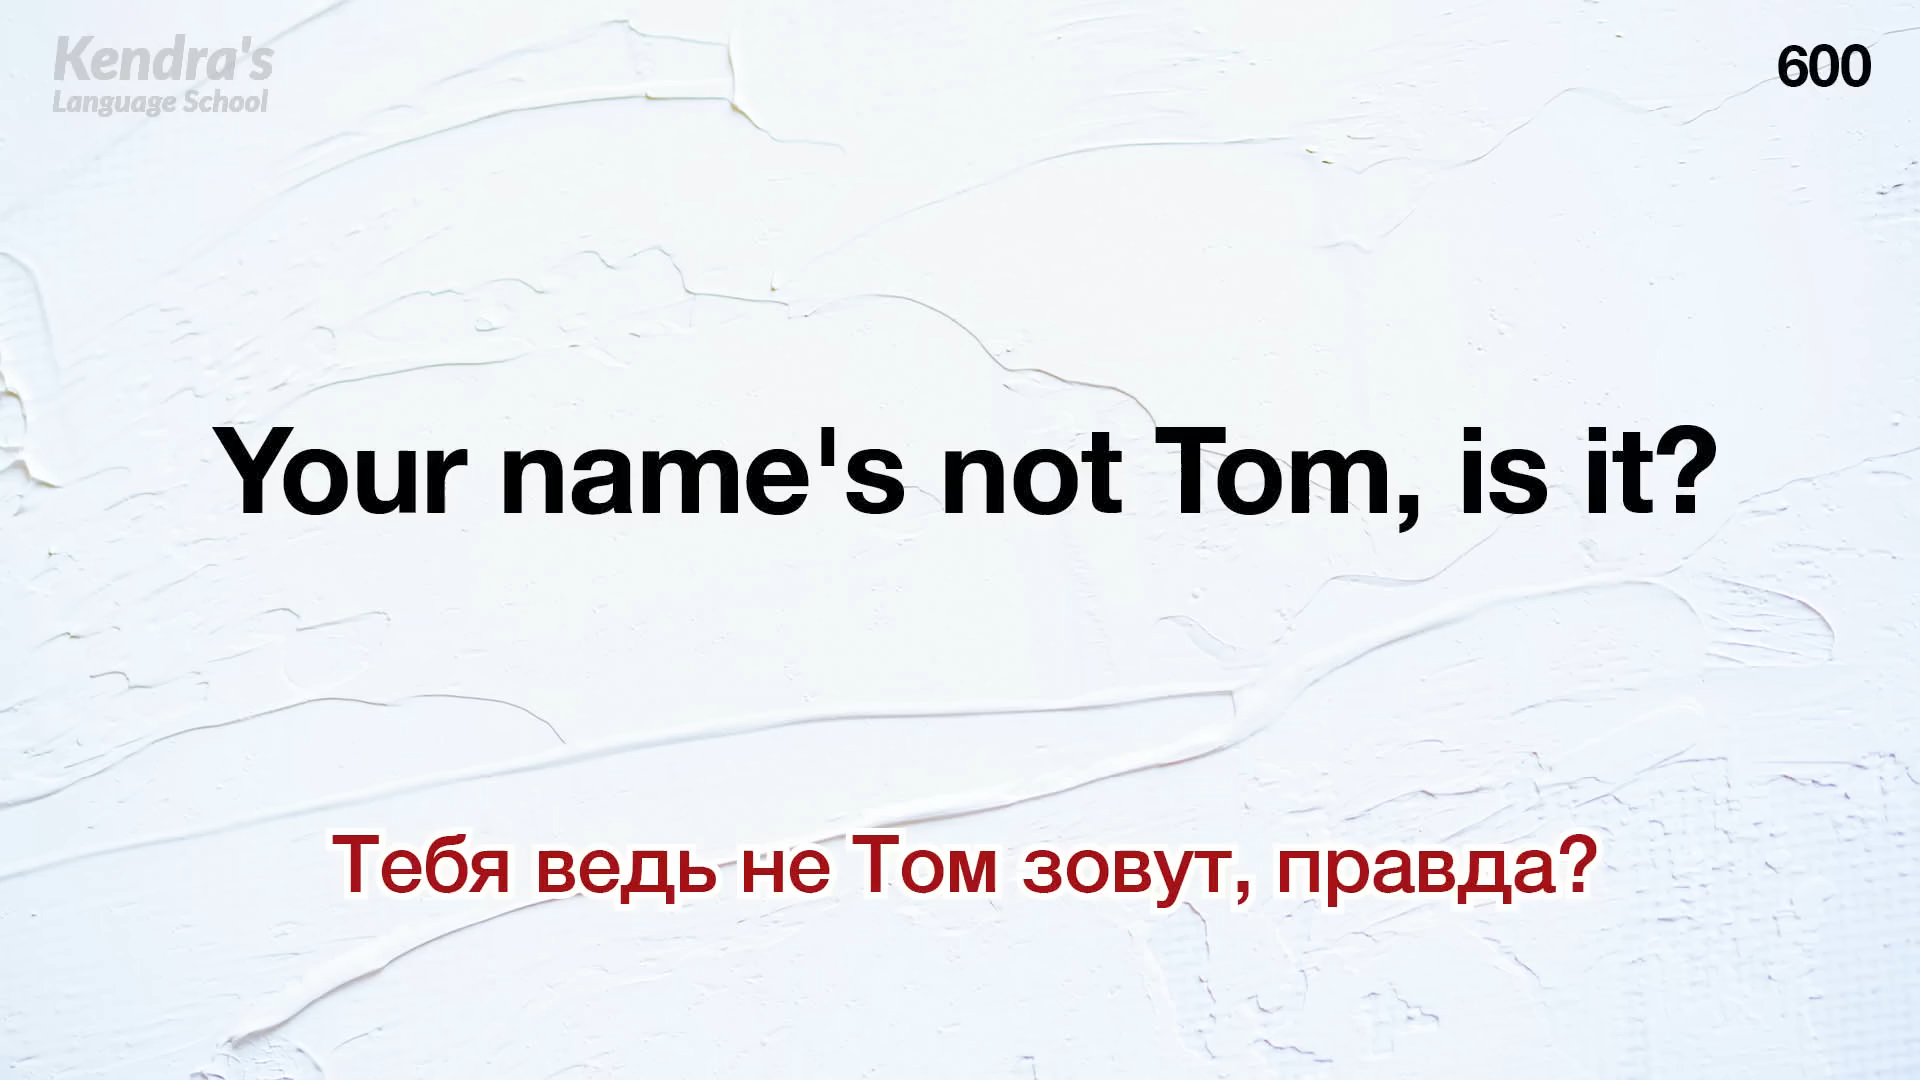 Kendra's
Language School
600
Your name's not Tom, is it?
Тебя ведь не Том зовут, правда?